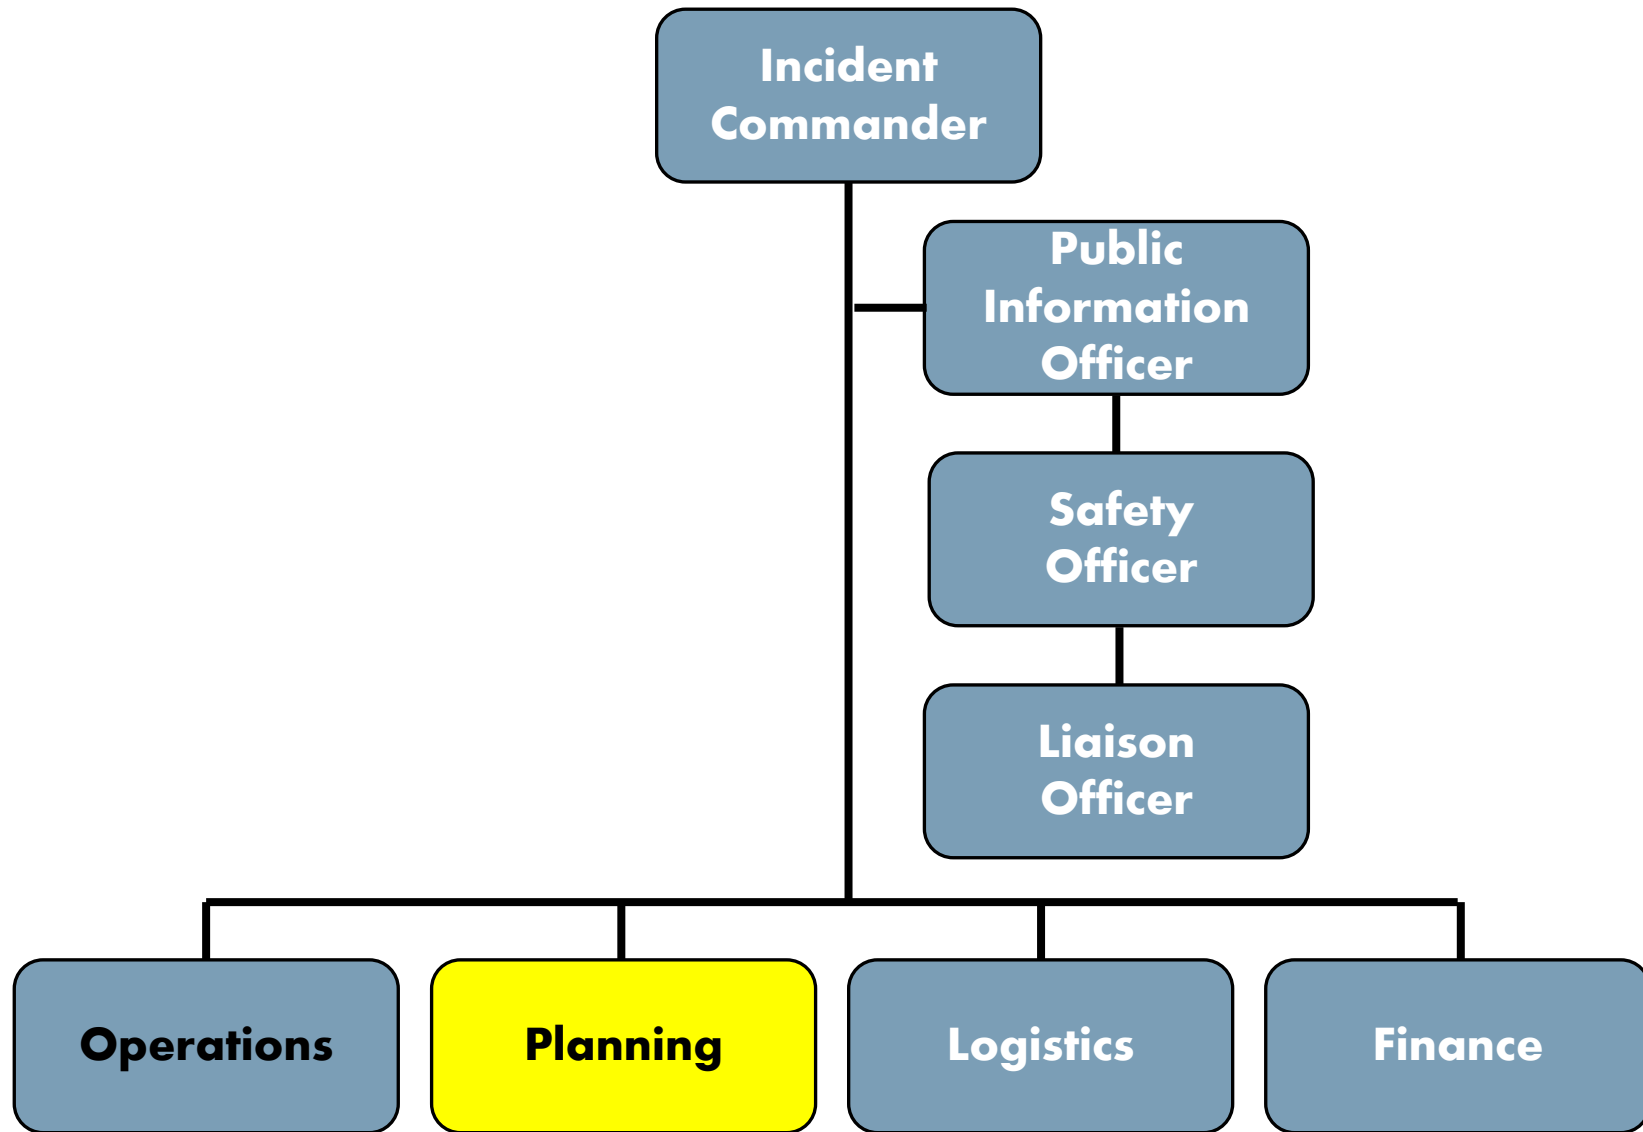 Incident
Commander
Public
Information
Officer
Safety
Officer
Liaison
Officer
Operations
Planning
Logistics
Finance